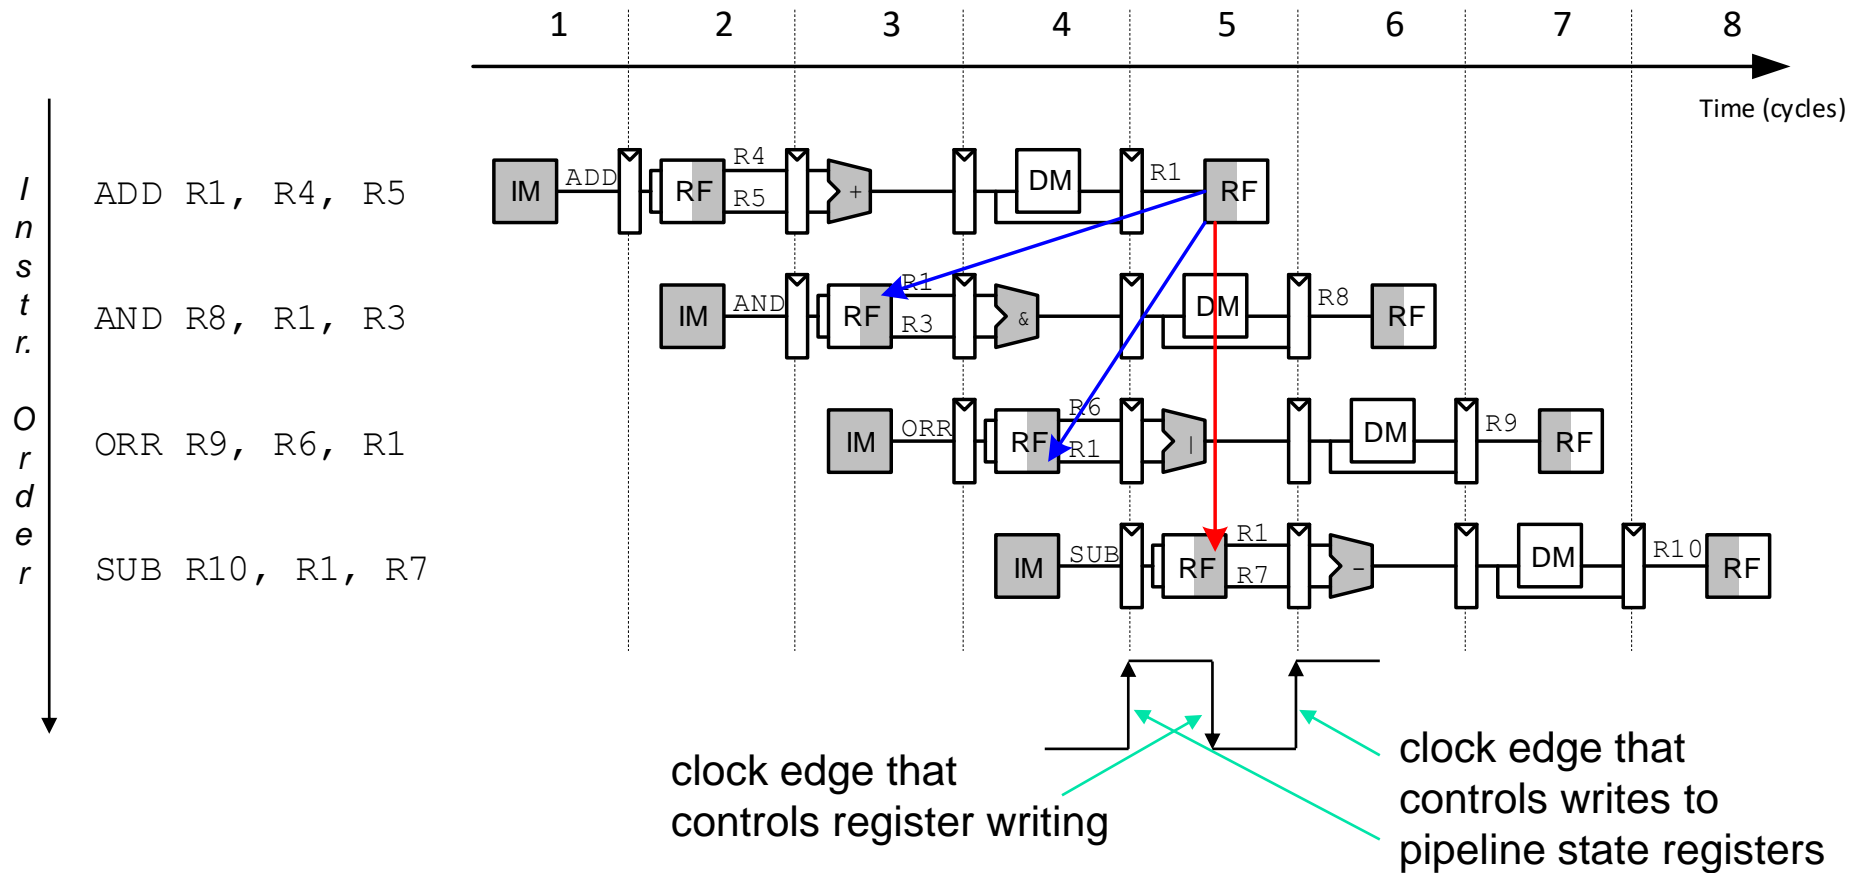 1 2 3 4 5 6 7 8
Time (cycles)
Instr. Order
ADD R1, R4, R5
IM ADD RF R4 R5 + DM R1 RF
AND R8, R1, R3
IM AND RF R1 R3 & DM R8 RF
ORR R9, R6, R1
IM ORR RF R6 R1 | DM R9 RF
SUB R10, R1, R7
IM SUB RF R1 R7 - DM R10 RF
clock edge that
controls register writing
clock edge that
controls writes to
pipeline state registers